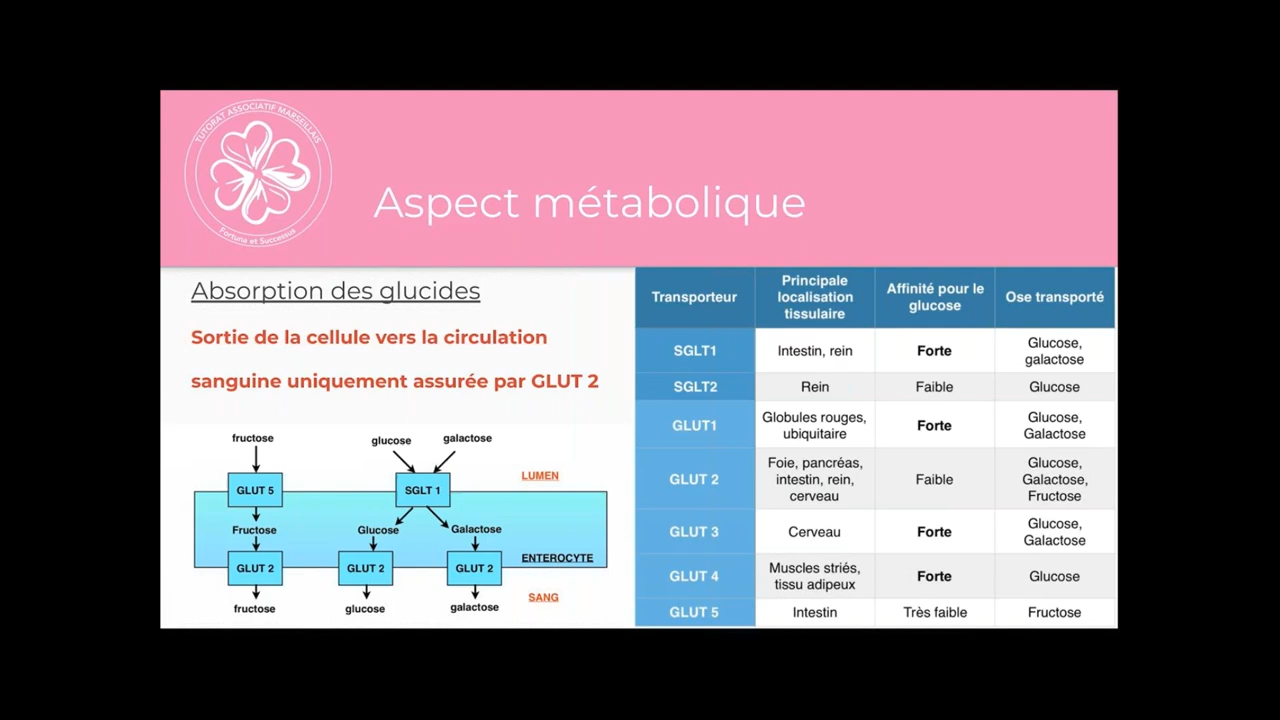 TUTORAT ASSOCIATIF MARSEILLAIS
Fortuna et Successus
Aspect métabolique
Absorption des glucides
Sortie de la cellule vers la circulation
sanguine uniquement assurée par GLUT 2
fructose
glucose
galactose
LUMEN
GLUT 5
SGLT 1
Fructose
Glucose
Galactose
ENTEROCYTE
GLUT 2
GLUT 2
GLUT 2
SANG
fructose
glucose
galactose
Transporteur
Principale
localisation
tissulaire
Affinité pour le
glucose
Ose transporté
SGLT1
Intestin, rein
Forte
Glucose,
galactose
SGLT2
Rein
Faible
Glucose
GLUT1
Globules rouges,
ubiquitaire
Forte
Glucose,
Galactose
GLUT 2
Foie, pancréas,
intestin, rein,
cerveau
Faible
Glucose,
Galactose,
Fructose
GLUT 3
Cerveau
Forte
Glucose,
Galactose
GLUT 4
Muscles striés,
tissu adipeux
Forte
Glucose
GLUT 5
Intestin
Très faible
Fructose